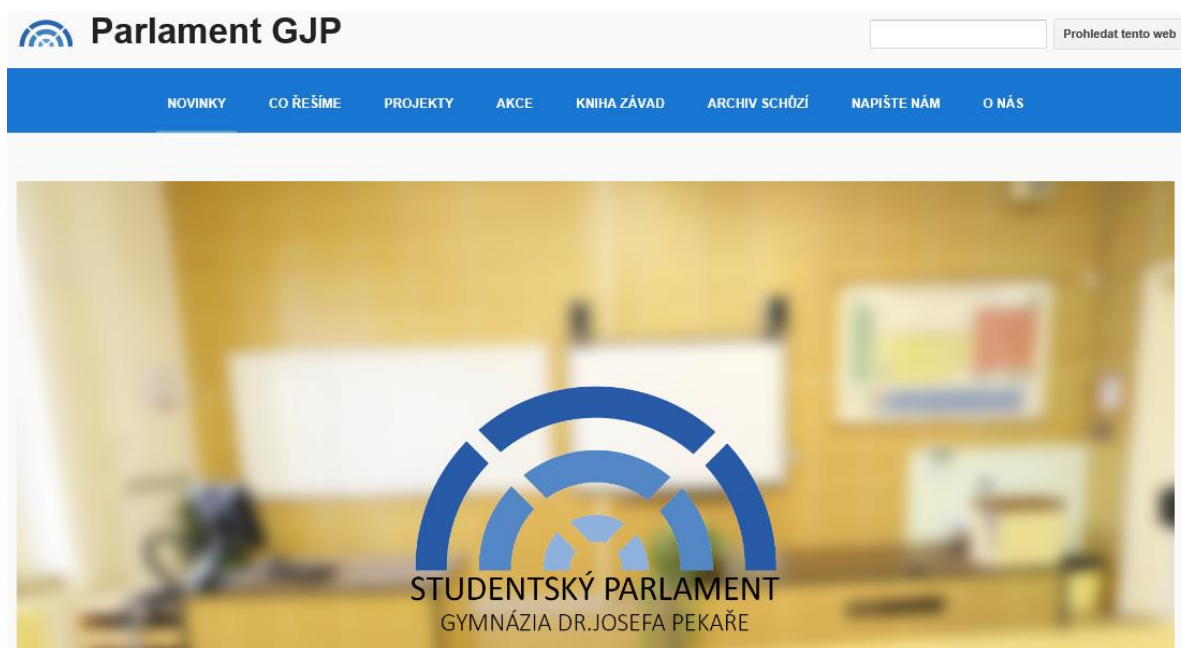 Parlament GJP
Prohledat tento web
NOVINKY CO ŘEŠÍME PROJEKTY AKCE KNIHA ZÁVAD ARCHIV SCHŮZÍ NAPIŠTE NÁM O NÁS
STUDENTSKÝ PARLAMENT
GYMNÁZIA DR.JOSEFA PEKAŘE